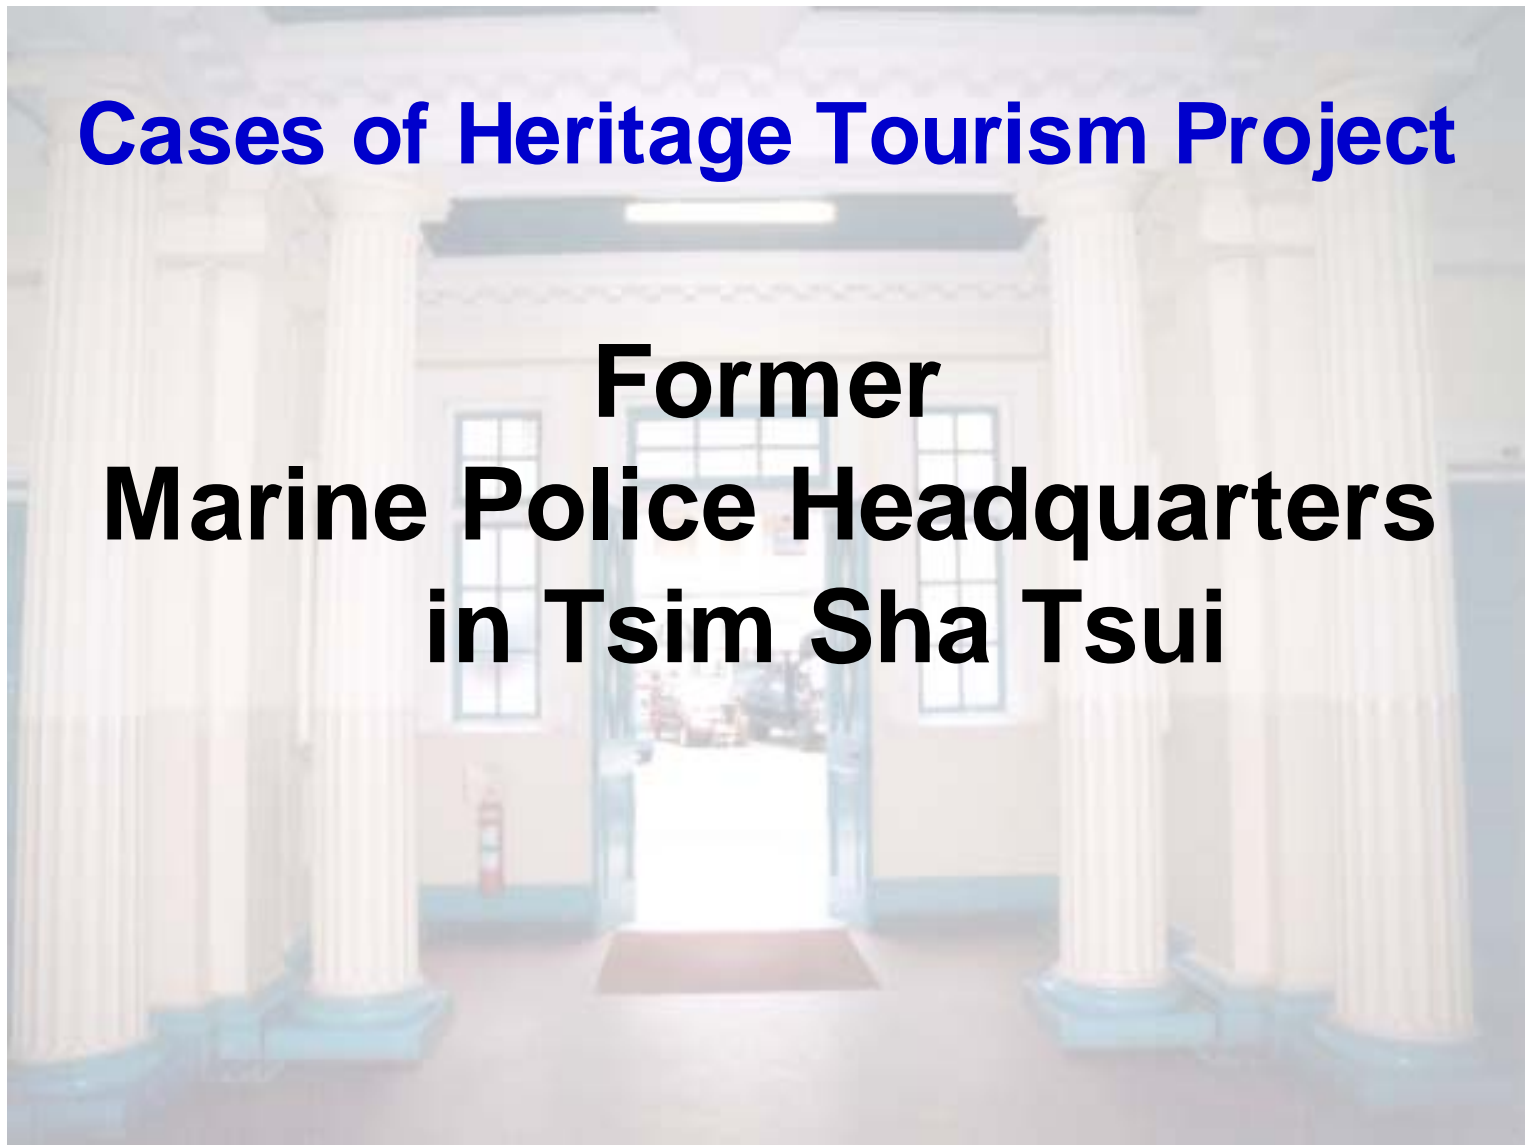 Cases of Heritage Tourism Project
Former
Marine Police Headquarters
in Tsim Sha Tsui